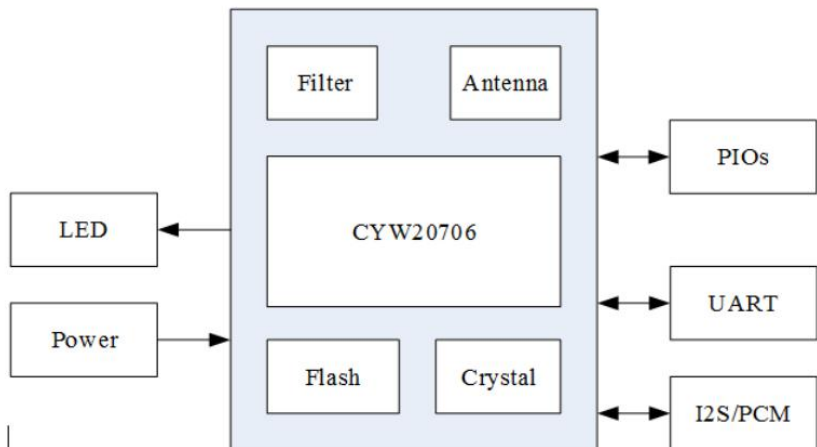 Filter
Antenna
PIOs
LED
CYW20706
UART
Power
Flash
Crystal
I2S/PCM